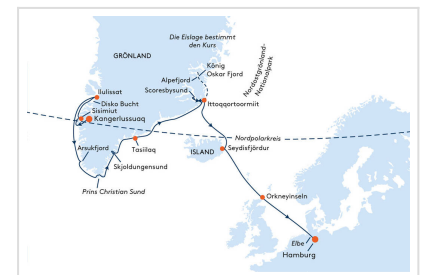 Die Eislage bestimmt
den Kurs
GRÖNLAND
König
Oskar Fjord
Alpefjord
Scoresbysund
Nordostgrönland-
Nationalpark
Ittoqqortoormiit
Ilulissat
Disko Bucht
Sisimiut
Kangerlussuaq
Nordpolarkreis
Arsukfjord
Tasiilaq
ISLAND
Seydisfjördur
Skjoldungensund
Prins Christian Sund
Orkneyinseln
Elbe
Hamburg